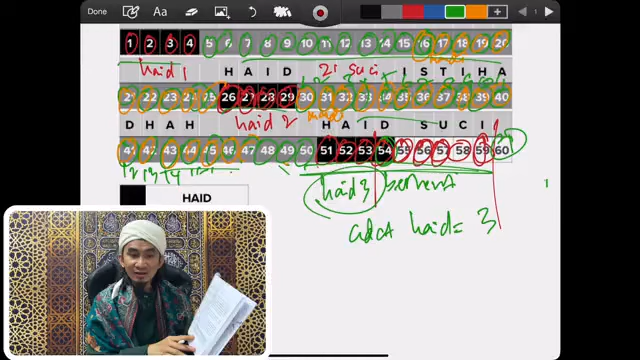 Done
1 2 3 4 5 6 7 8 9 10 11 12 13 14 15 16 17 18 19 20
haid 1
H A I D
21 suci
I S T I H A
21 22 23 24 25 26 27 28 29 30 31 32 33 34 35 36 37 38 39 40
D H A H
haid 2
H A I D
S U C I
41 42 43 44 45 46 47 48 49 50 51 52 53 54 55 56 57 58 59 60
12 13 14
HAID
haid 3
adat haid = 3